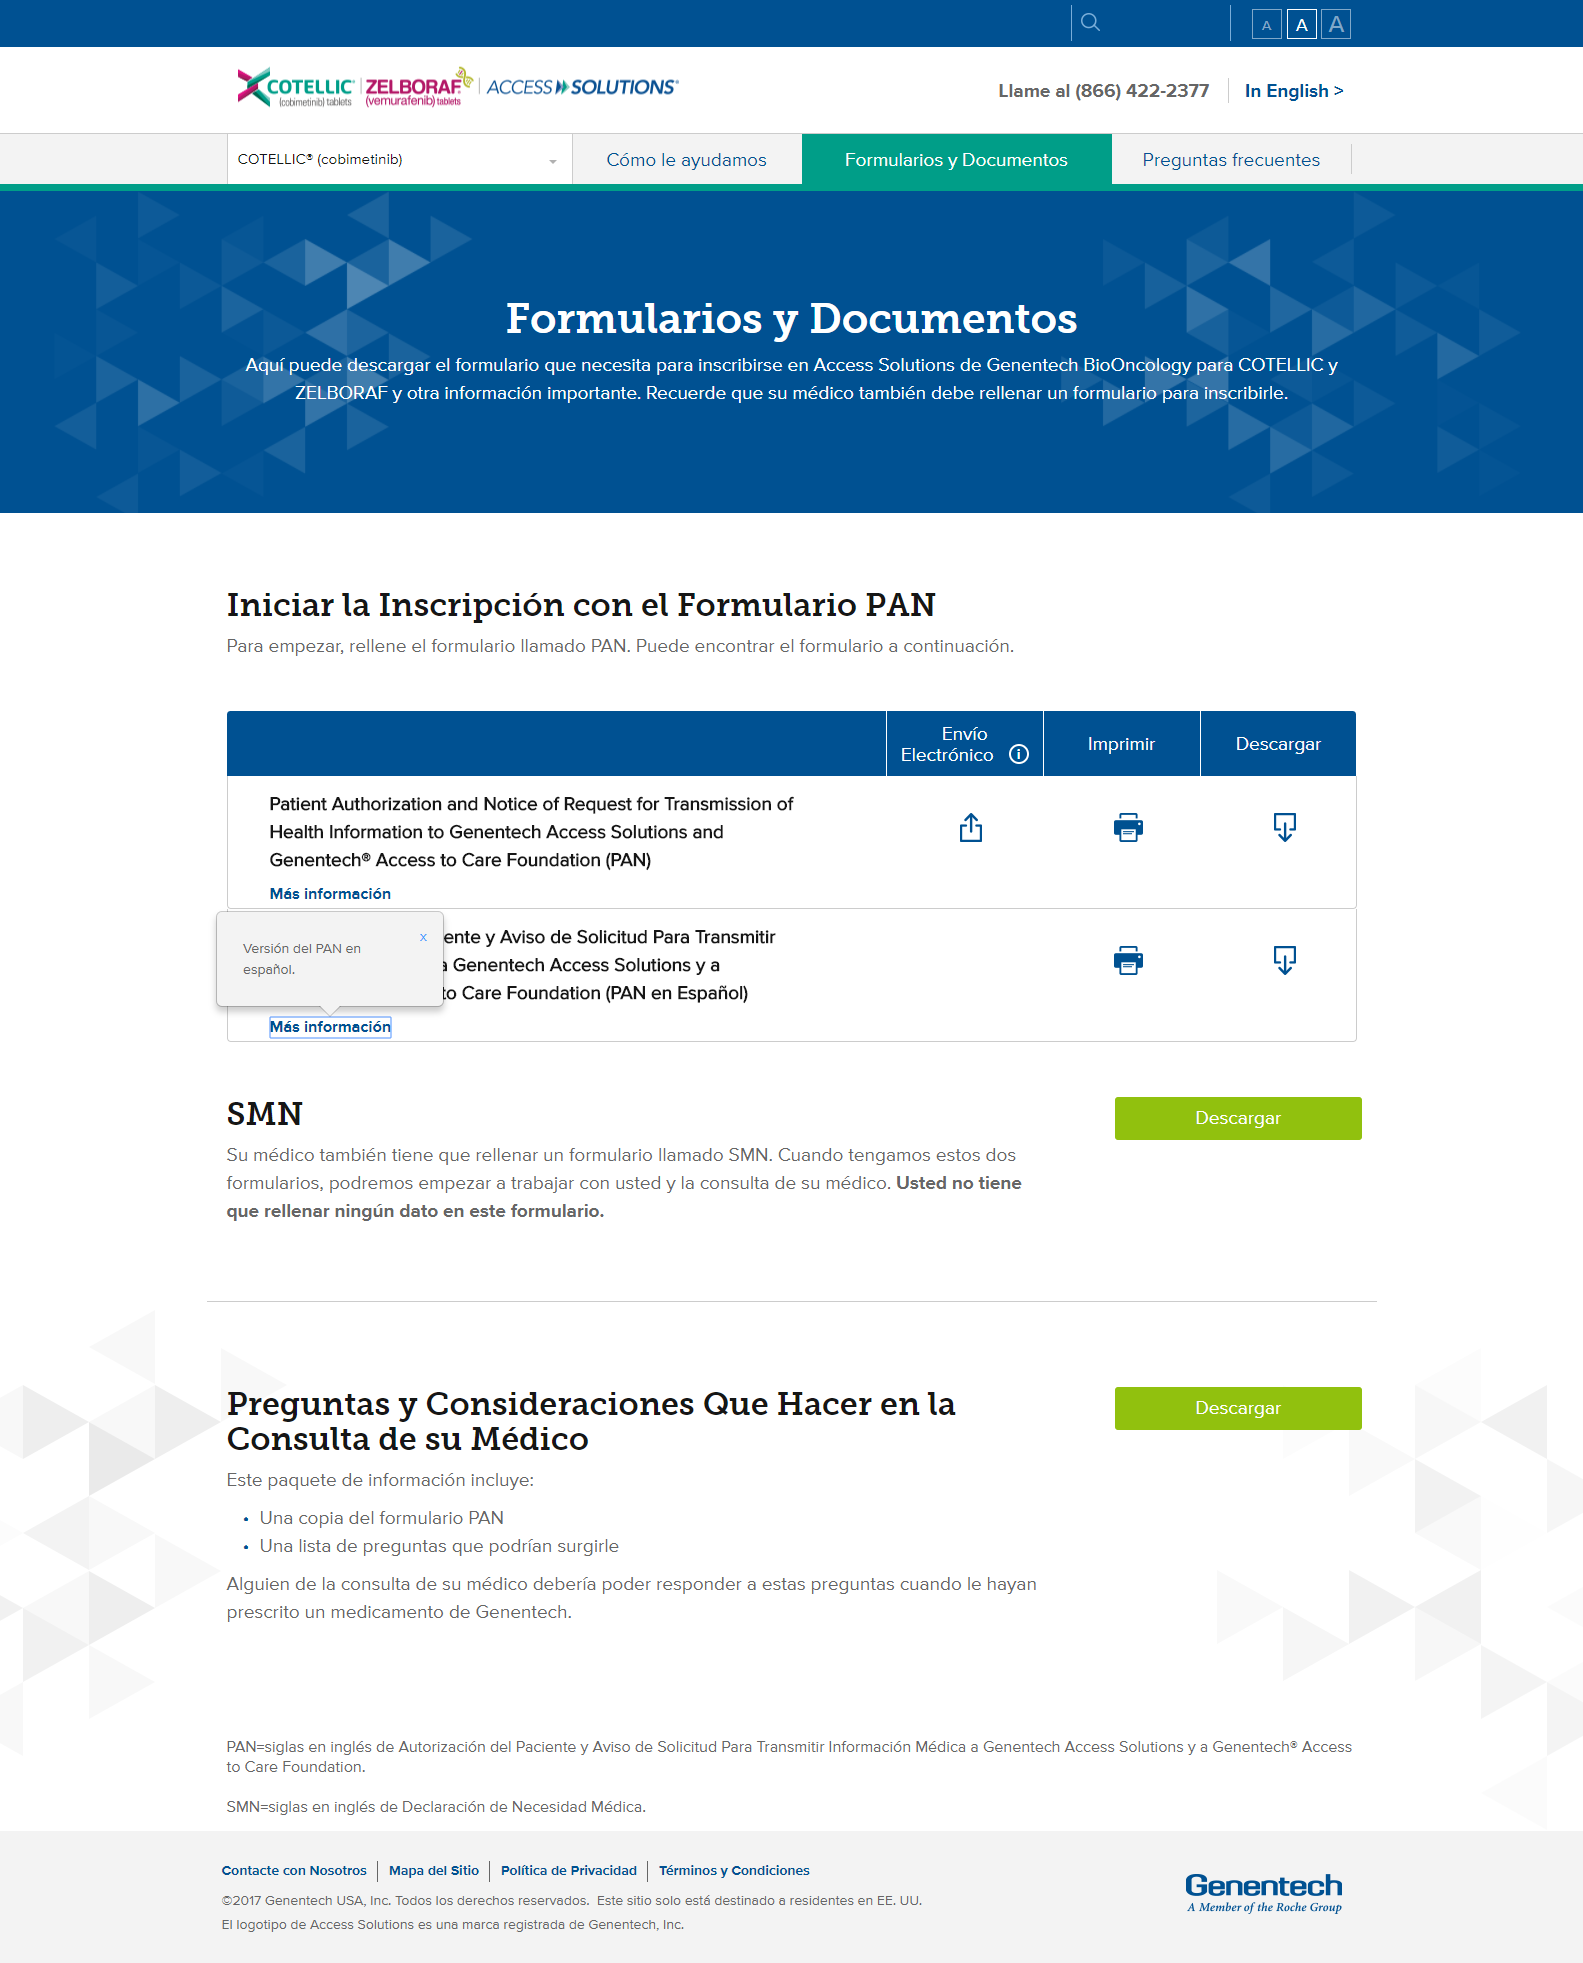 A A A
COTELLIC® (cobimetinib) tablets | ZELBORAF® (vemurafenib) tablets | ACCESS SOLUTIONS®
Llame al (866) 422-2377 In English >
COTELLIC® (cobimetinib) Cómo le ayudamos Formularios y Documentos Preguntas frecuentes
Formularios y Documentos
Aquí puede descargar el formulario que necesita para inscribirse en Access Solutions de Genentech BioOncology para COTELLIC y
ZELBORAF y otra información importante. Recuerde que su médico también debe rellenar un formulario para inscribirle.
Iniciar la Inscripción con el Formulario PAN
Para empezar, rellene el formulario llamado PAN. Puede encontrar el formulario a continuación.
Envío
Electrónico i Imprimir Descargar
Patient Authorization and Notice of Request for Transmission of
Health Information to Genentech Access Solutions and
Genentech® Access to Care Foundation (PAN)
Más información
x
Versión del PAN en
español.
ente y Aviso de Solicitud Para Transmitir
a Genentech Access Solutions y a
to Care Foundation (PAN en Español)
Más información
SMN
Descargar
Su médico también tiene que rellenar un formulario llamado SMN. Cuando tengamos estos dos
formularios, podremos empezar a trabajar con usted y la consulta de su médico. Usted no tiene
que rellenar ningún dato en este formulario.
Preguntas y Consideraciones Que Hacer en la
Consulta de su Médico
Descargar
Este paquete de información incluye:
• Una copia del formulario PAN
• Una lista de preguntas que podrían surgirle
Alguien de la consulta de su médico debería poder responder a estas preguntas cuando le hayan
prescrito un medicamento de Genentech.
PAN=siglas en inglés de Autorización del Paciente y Aviso de Solicitud Para Transmitir Información Médica a Genentech Access Solutions y a Genentech® Access
to Care Foundation.
SMN=siglas en inglés de Declaración de Necesidad Médica.
Contacte con Nosotros | Mapa del Sitio | Política de Privacidad | Términos y Condiciones
©2017 Genentech USA, Inc. Todos los derechos reservados. Este sitio solo está destinado a residentes en EE. UU.
El logotipo de Access Solutions es una marca registrada de Genentech, Inc.
Genentech
A Member of the Roche Group